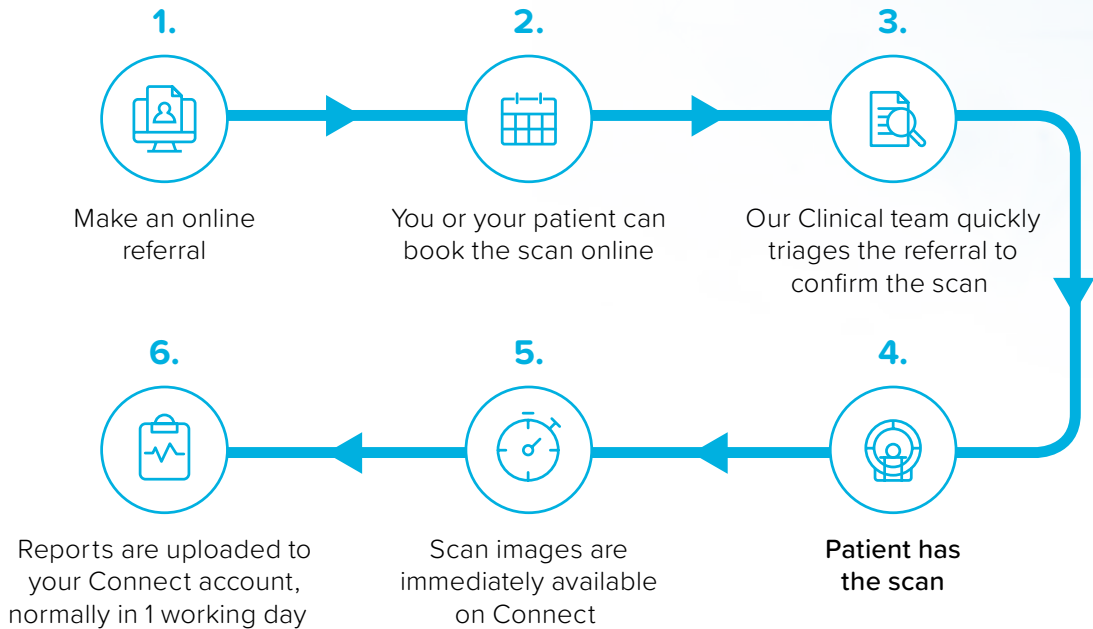 1.
Make an online
referral
2.
You or your patient can
book the scan online
3.
Our Clinical team quickly
triages the referral to
confirm the scan
4.
Patient has
the scan
5.
Scan images are
immediately available
on Connect
6.
Reports are uploaded to
your Connect account,
normally in 1 working day